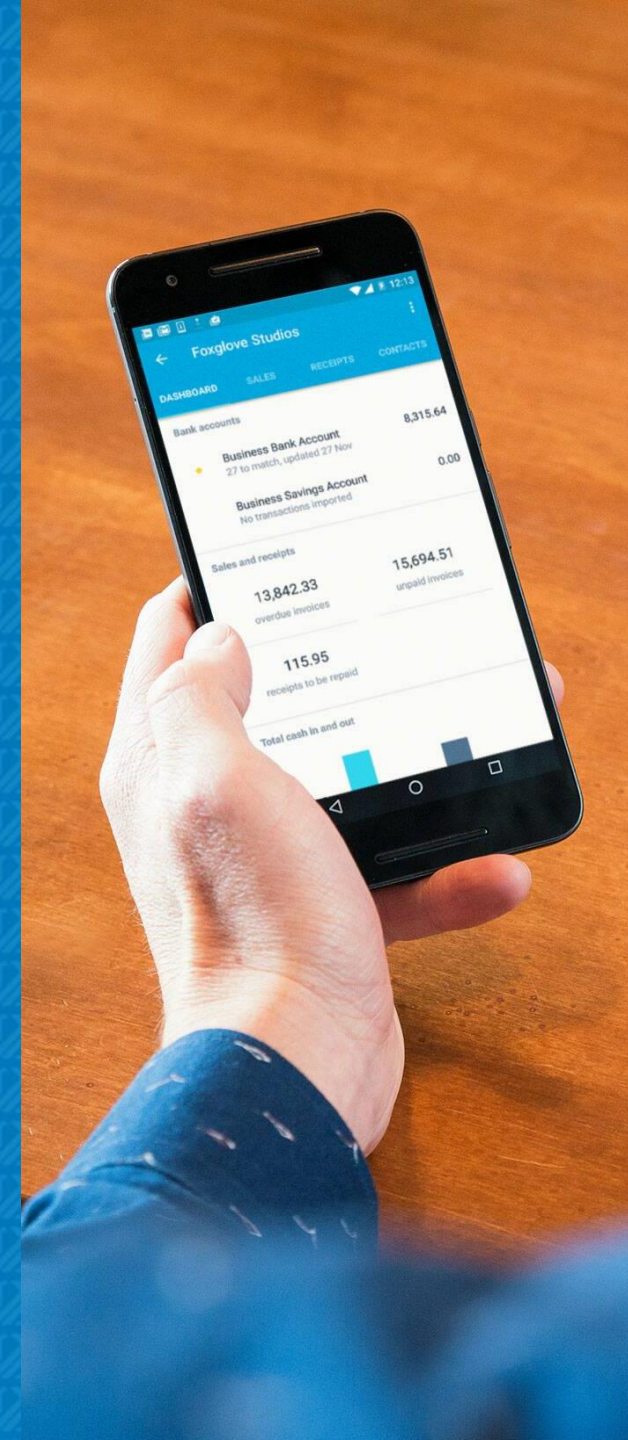 12:13
Foxglove Studios
DASHBOARD SALES RECEIPTS CONTACTS
Bank accounts
Business Bank Account 8,315.64
27 to match, updated 27 Nov
Business Savings Account 0.00
No transactions imported
Sales and receipts
13,842.33 15,694.51
overdue invoices unpaid invoices
115.95
receipts to be repaid
Total cash in and out